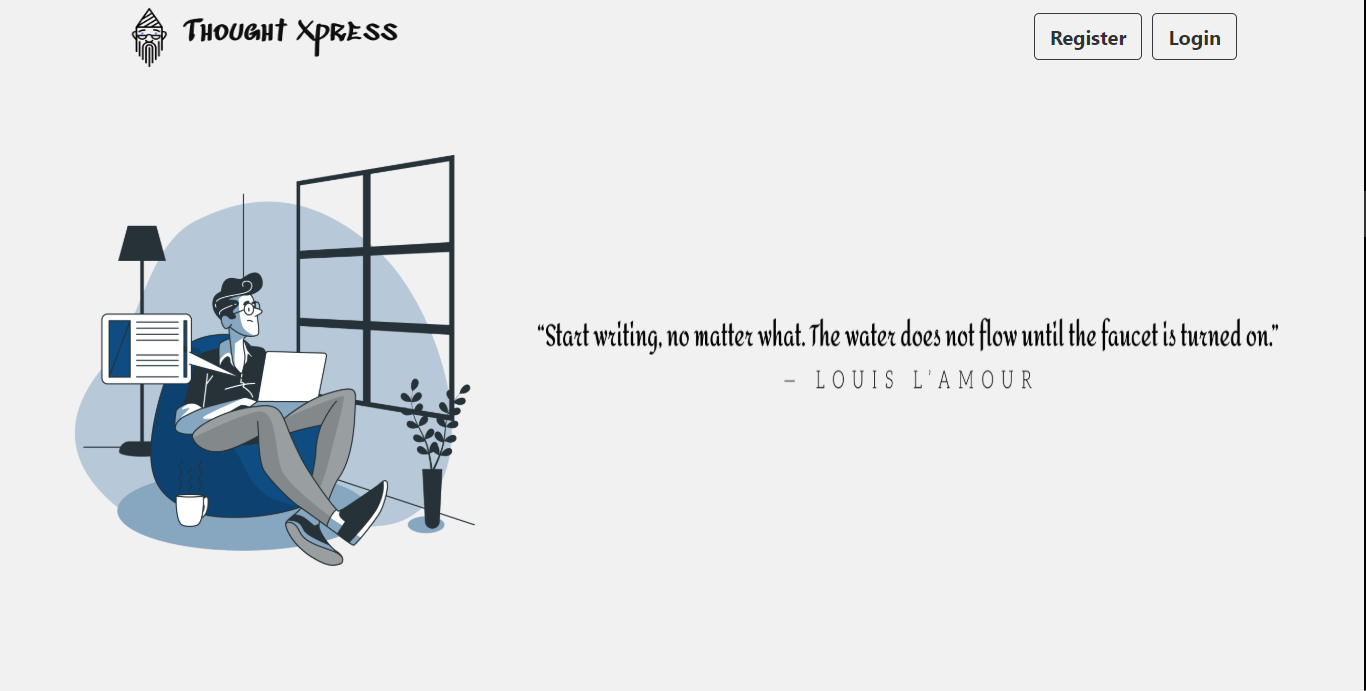 Thought Xpress
Register
Login
“Start writing, no matter what. The water does not flow until the faucet is turned on.”
— LOUIS L'AMOUR